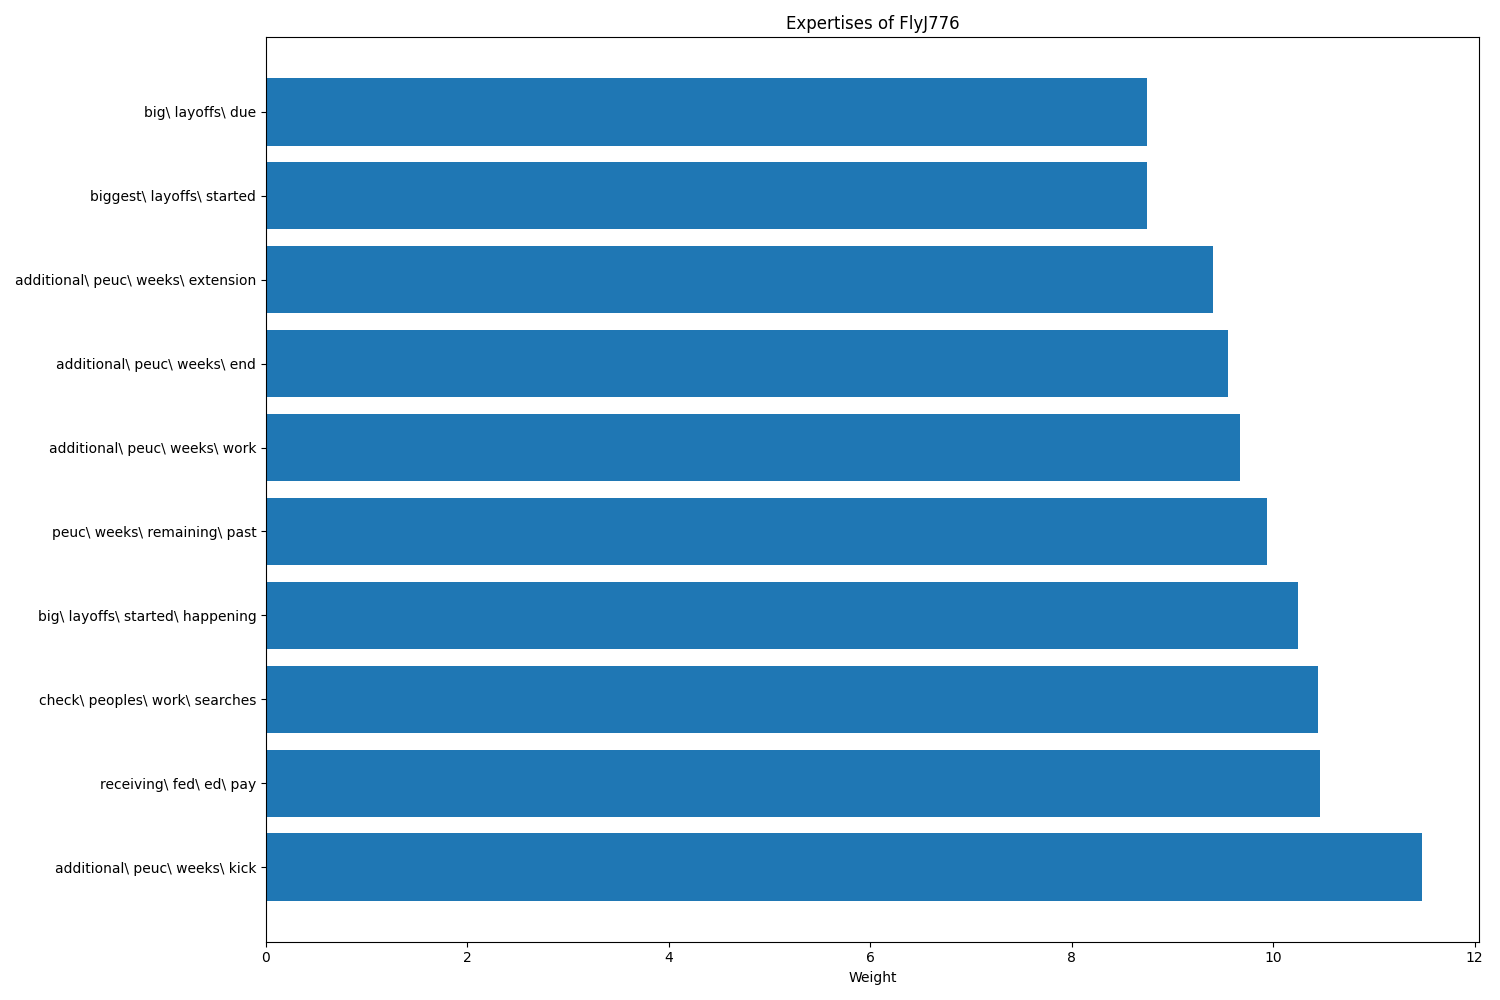 Expertises of FlyJ776
big\ layoffs\ due
biggest\ layoffs\ started
additional\ peuc\ weeks\ extension
additional\ peuc\ weeks\ end
additional\ peuc\ weeks\ work
peuc\ weeks\ remaining\ past
big\ layoffs\ started\ happening
check\ peoples\ work\ searches
receiving\ fed\ ed\ pay
additional\ peuc\ weeks\ kick
0 2 4 6 8 10 12
Weight